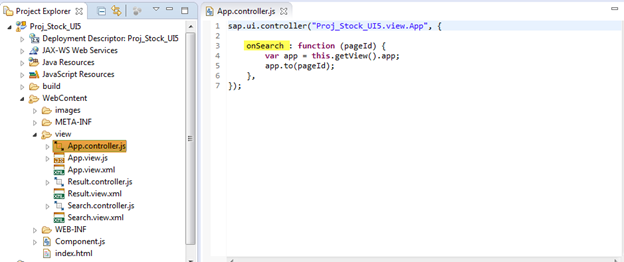 Project Explorer
Proj_Stock_UI5
Deployment Descriptor: Proj_Stock_UI5
JAX-WS Web Services
Java Resources
JavaScript Resources
build
WebContent
images
META-INF
view
App.controller.js
App.view.js
App.view.xml
Result.controller.js
Result.view.xml
Search.controller.js
Search.view.xml
WEB-INF
Component.js
index.html
App.controller.js
1 sap.ui.controller("Proj_Stock_UI5.view.App", {
2
3 onSearch : function (pageId) {
4 var app = this.getView().app;
5 app.to(pageId);
6 },
7 });